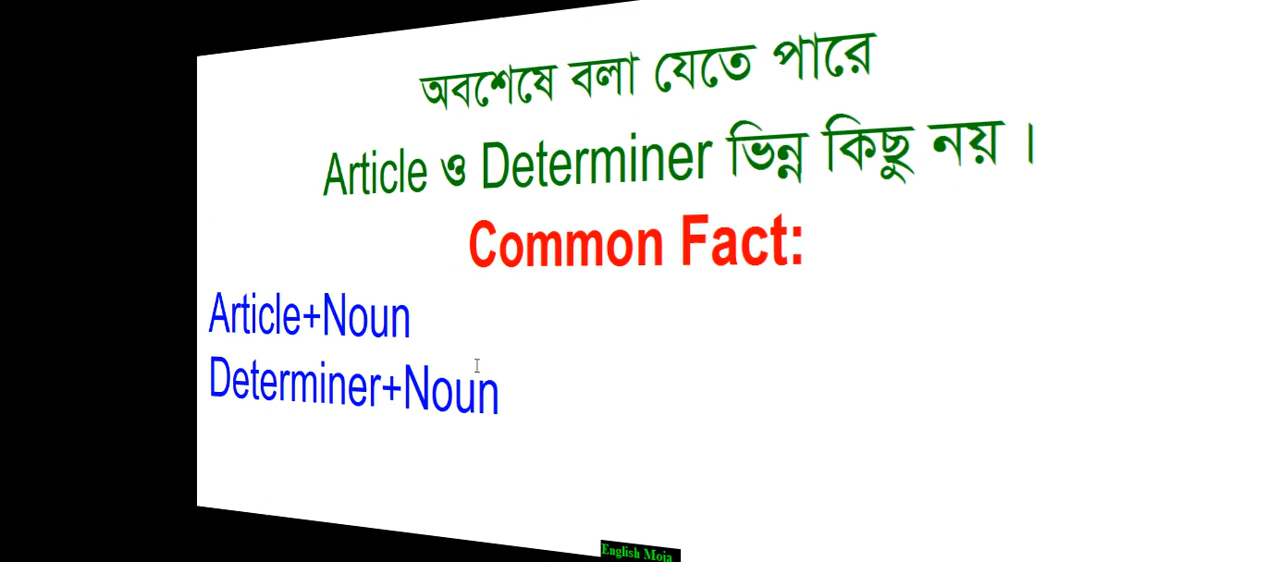 অবশেষে বলা যেতে পারে
Article ও Determiner ভিন্ন কিছু নয় ।
Common Fact:
Article+Noun
Determiner+Noun
English Moja